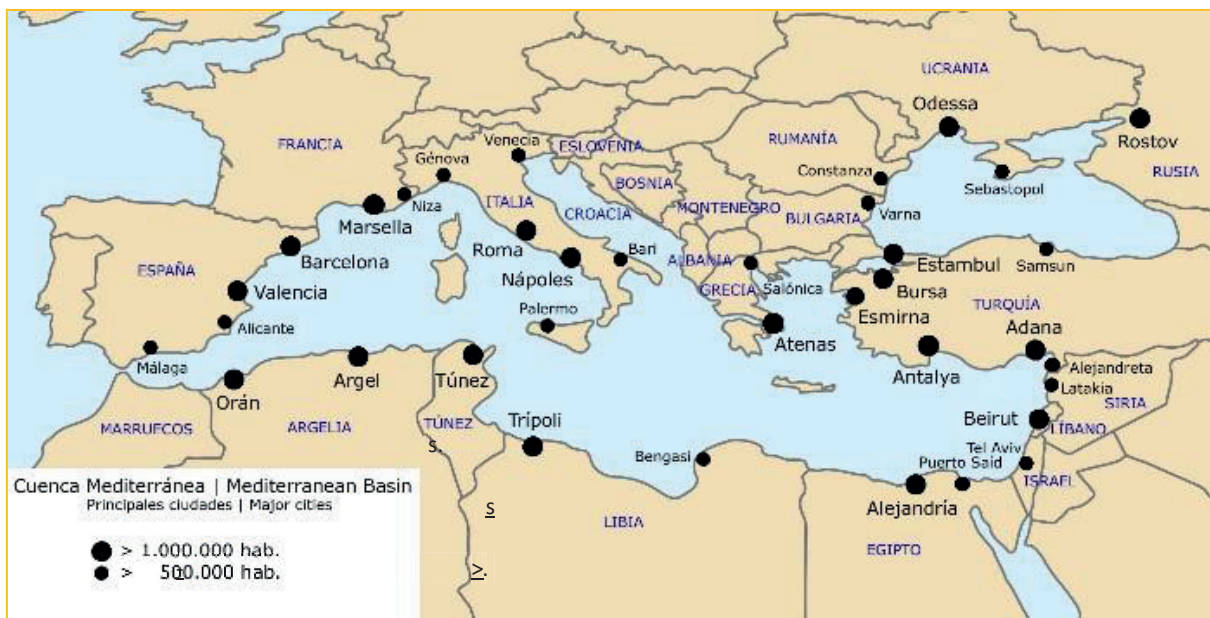 UCRANIA
Odessa
Rostov
FRANCIA
Venecia
ESLOVENIA
RUMANÍA
Génova
Constanza
Sebastopol
RUSIA
BOSNIA
Niza
ITALIA
CROACIA
MONTENEGRO
BULGARIA
Varna
Marsella
Roma
Bari
ESPAÑA
Barcelona
ALBANIA
Estambul
Samsun
Nápoles
GRECIA
Salónica
Bursa
Valencia
TURQUÍA
Palermo
Esmirna
Alicante
Adana
Atenas
Málaga
Argel
Túnez
Antalya
Alejandreta
Latakia
Orán
SIRIA
Trípoli
Beirut
MARRUECOS
ARGELIA
TÚNEZ
LÍBANO
s.
Bengasi
Tel Aviv
Puerto Said
ISRAEL
Cuenca Mediterránea | Mediterranean Basin
Principales ciudades | Major cities
s
Alejandría
LIBIA
EGIPTO
> 1.000.000 hab.
> 500.000 hab.
>.